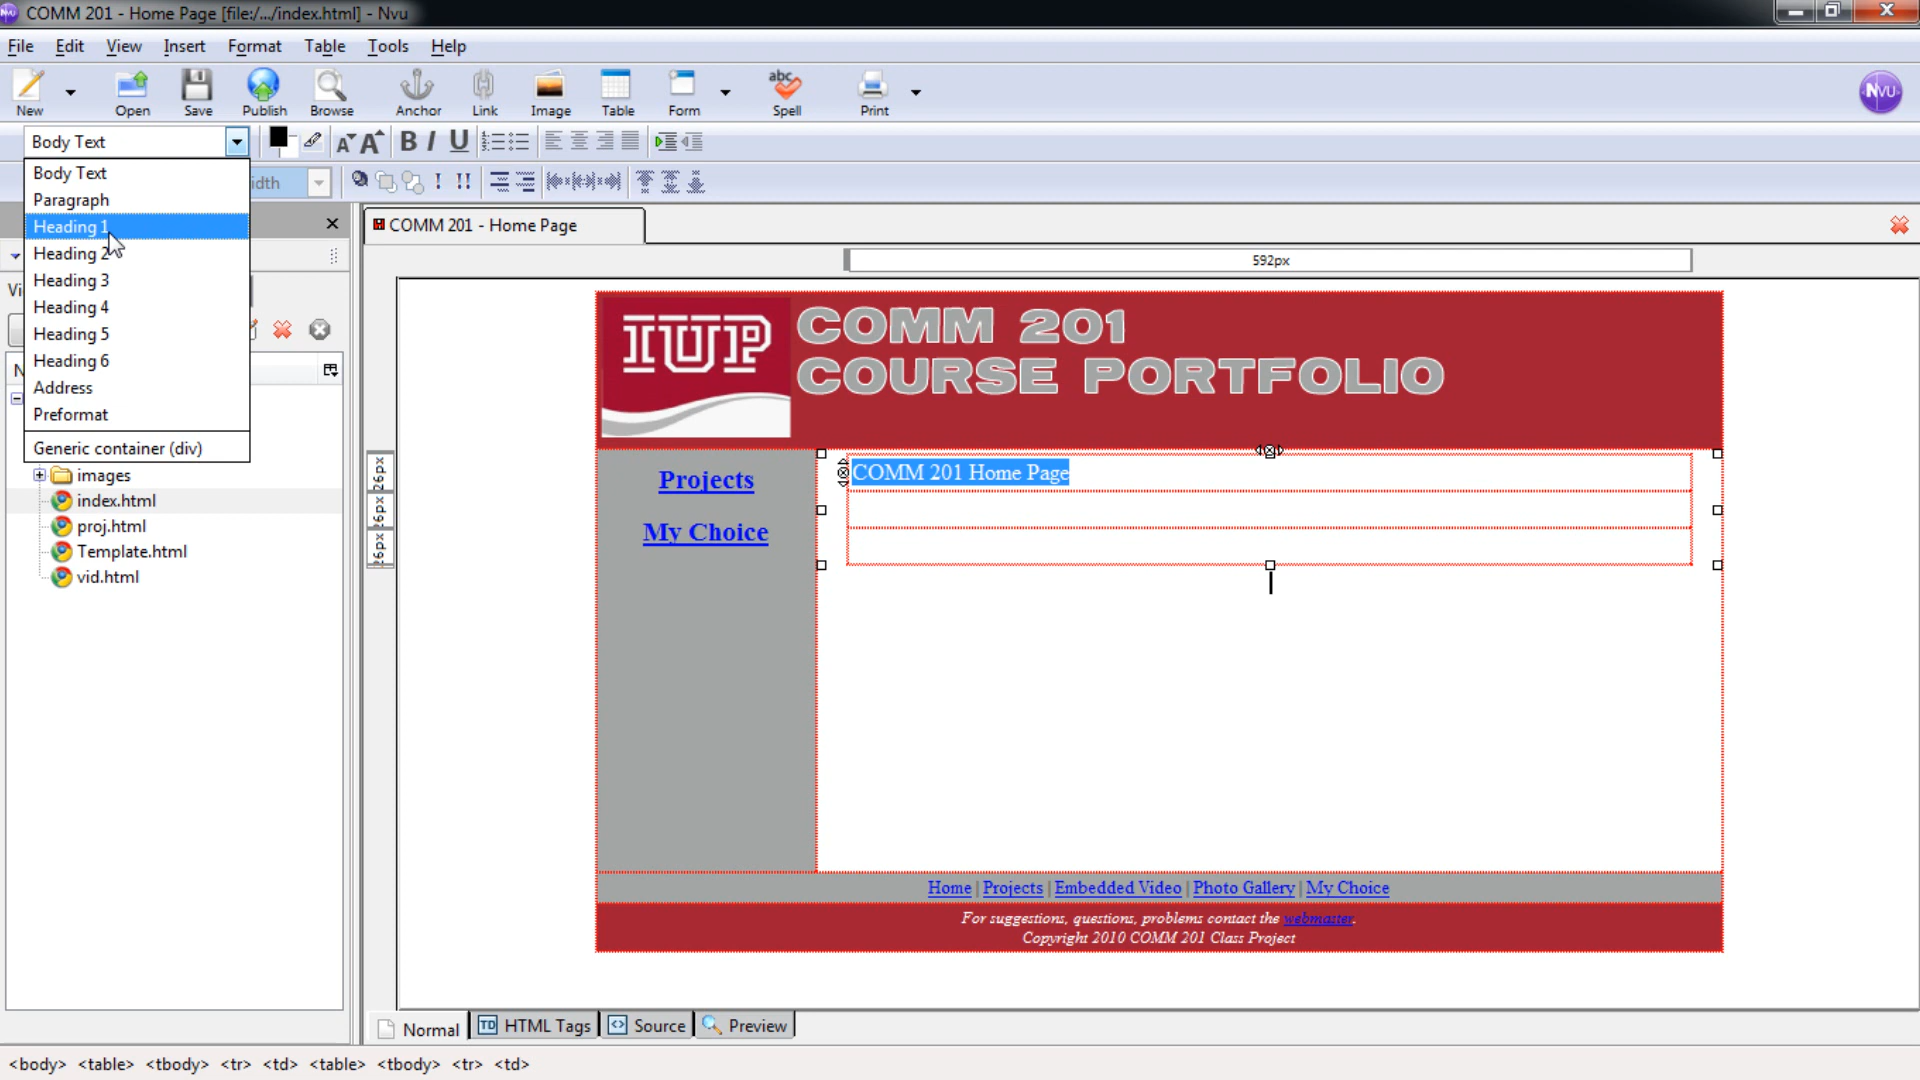 COMM 201 - Home Page [file:/.../index.html] - Nvu
File Edit View Insert Format Table Tools Help
New Open Save Publish Browse Anchor Link Image Table Form Spell Print
abc
NVU
Body Text B I U
Body Text
Paragraph
Heading 1
Heading 2
Heading 3
Heading 4
Heading 5
Heading 6
Address
Preformat
Generic container (div)
idth
Vi
N
images
index.html
proj.html
Template.html
vid.html
COMM 201 - Home Page
592px
26px
26px
26px
IUP
COMM 201
COURSE PORTFOLIO
Projects
My Choice
COMM 201 Home Page
Home | Projects | Embedded Video | Photo Gallery | My Choice
For suggestions, questions, problems contact the webmaster.
Copyright 2010 COMM 201 Class Project
Normal TD HTML Tags Source Preview
<body> <table> <tbody> <tr> <td> <table> <tbody> <tr> <td>